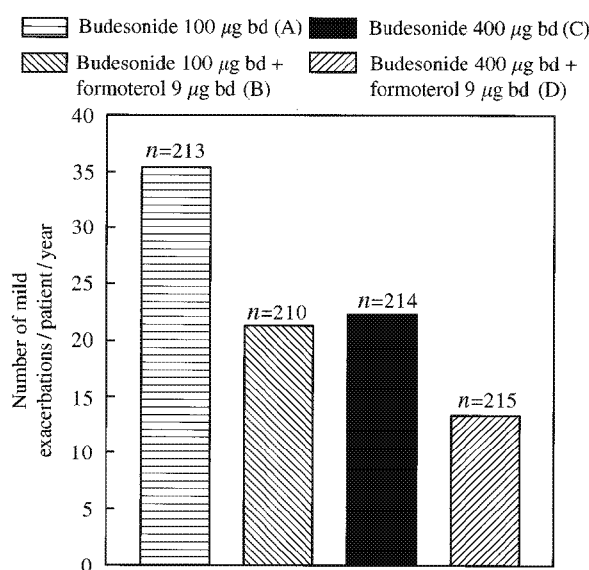 Budesonide 100 μg bd (A)
Budesonide 400 μg bd (C)
Budesonide 100 μg bd +
formoterol 9 μg bd (B)
Budesonide 400 μg bd +
formoterol 9 μg bd (D)
Number of mild
exacerbations/patient/year
40
35
30
25
20
15
10
5
0
n=213
n=210
n=214
n=215